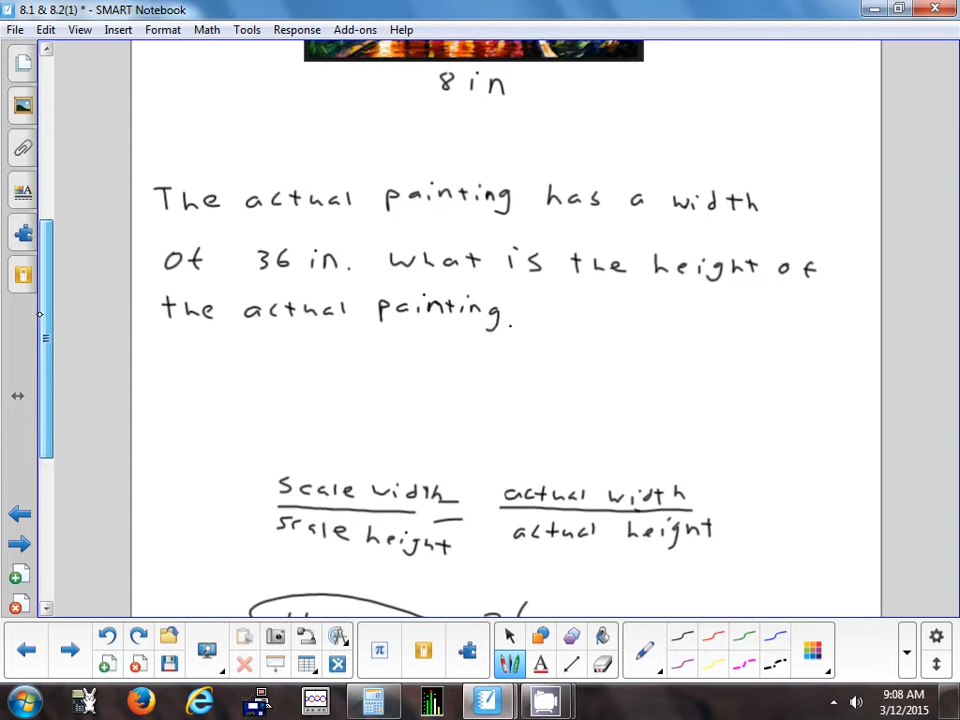 8.1 & 8.2(1) * - SMART Notebook
File Edit View Insert Format Math Tools Response Add-ons Help
8 in
The actual painting has a width
of 36 in. What is the height of
the actual painting.
scale width = actual width
scale height actual height
9:08 AM
3/12/2015